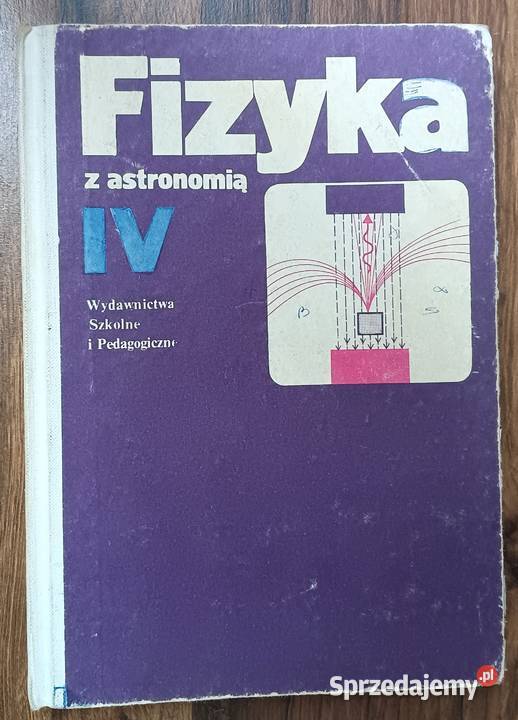 Fizyka
z astronomią
IV
Wydawnictwa
Szkolne
i Pedagogiczne
β
∝
S
Sprzedajemy.pl